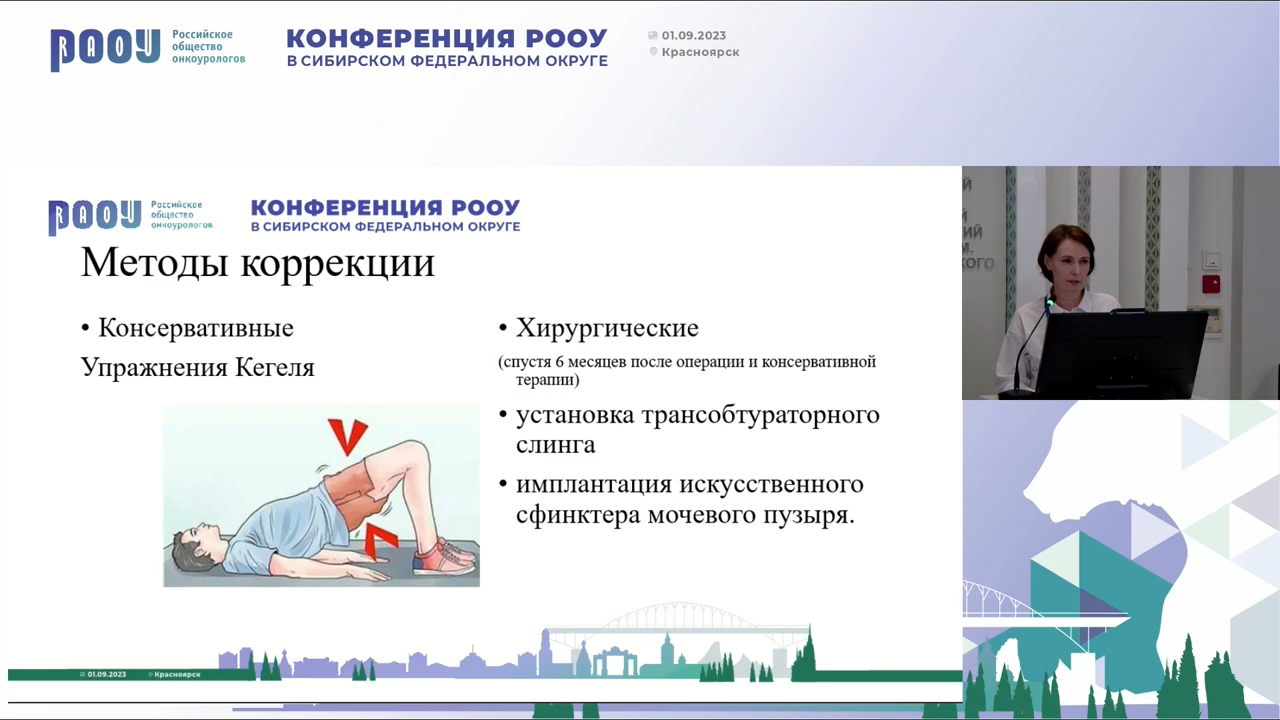 РООУ
Российское
общество
онкоурологов
КОНФЕРЕНЦИЯ РООУ
В СИБИРСКОМ ФЕДЕРАЛЬНОМ ОКРУГЕ
01.09.2023
Красноярск
РООУ
Российское
общество
онкоурологов
КОНФЕРЕНЦИЯ РООУ
В СИБИРСКОМ ФЕДЕРАЛЬНОМ ОКРУГЕ
Методы коррекции
• Консервативные
Упражнения Кегеля
• Хирургические
(спустя 6 месяцев после операции и консервативной
терапии)
• установка трансобтураторного
слинга
• имплантация искусственного
сфинктера мочевого пузыря.
01.09.2023
Красноярск